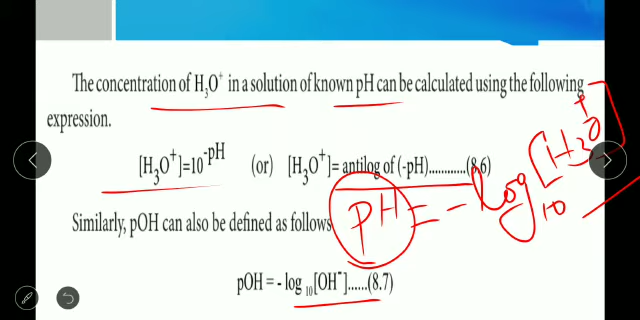 The concentration of H₃O⁺ in a solution of known pH can be calculated using the following
expression.
[H₃O⁺]=10⁻ᵖᴴ (or) [H₃O⁺]= antilog of (-pH)............(8.6)
pH = - log₁₀ [H₃O⁺]
Similarly, pOH can also be defined as follows
pOH = - log ₁₀[OH⁻]......(8.7)